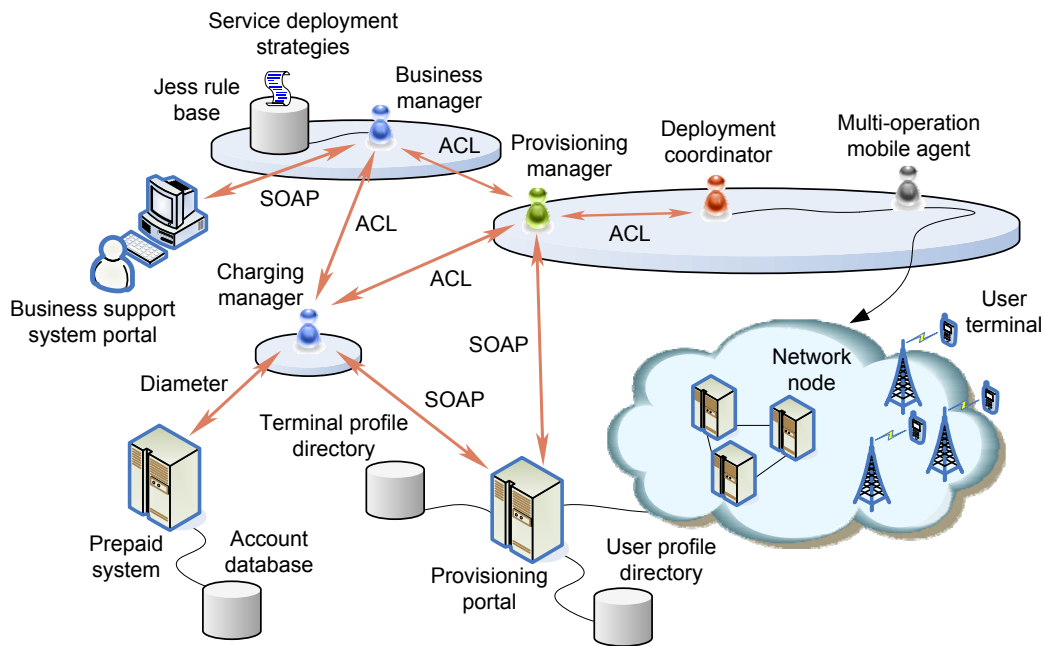 Service deployment
strategies
Jess rule
base
Business
manager
ACL
Provisioning
manager
Deployment
coordinator
Multi-operation
mobile agent
SOAP
ACL
ACL
Business support
system portal
Charging
manager
ACL
User
terminal
SOAP
Network
node
Diameter
SOAP
Terminal profile
directory
Prepaid
system
Account
database
Provisioning
portal
User profile
directory